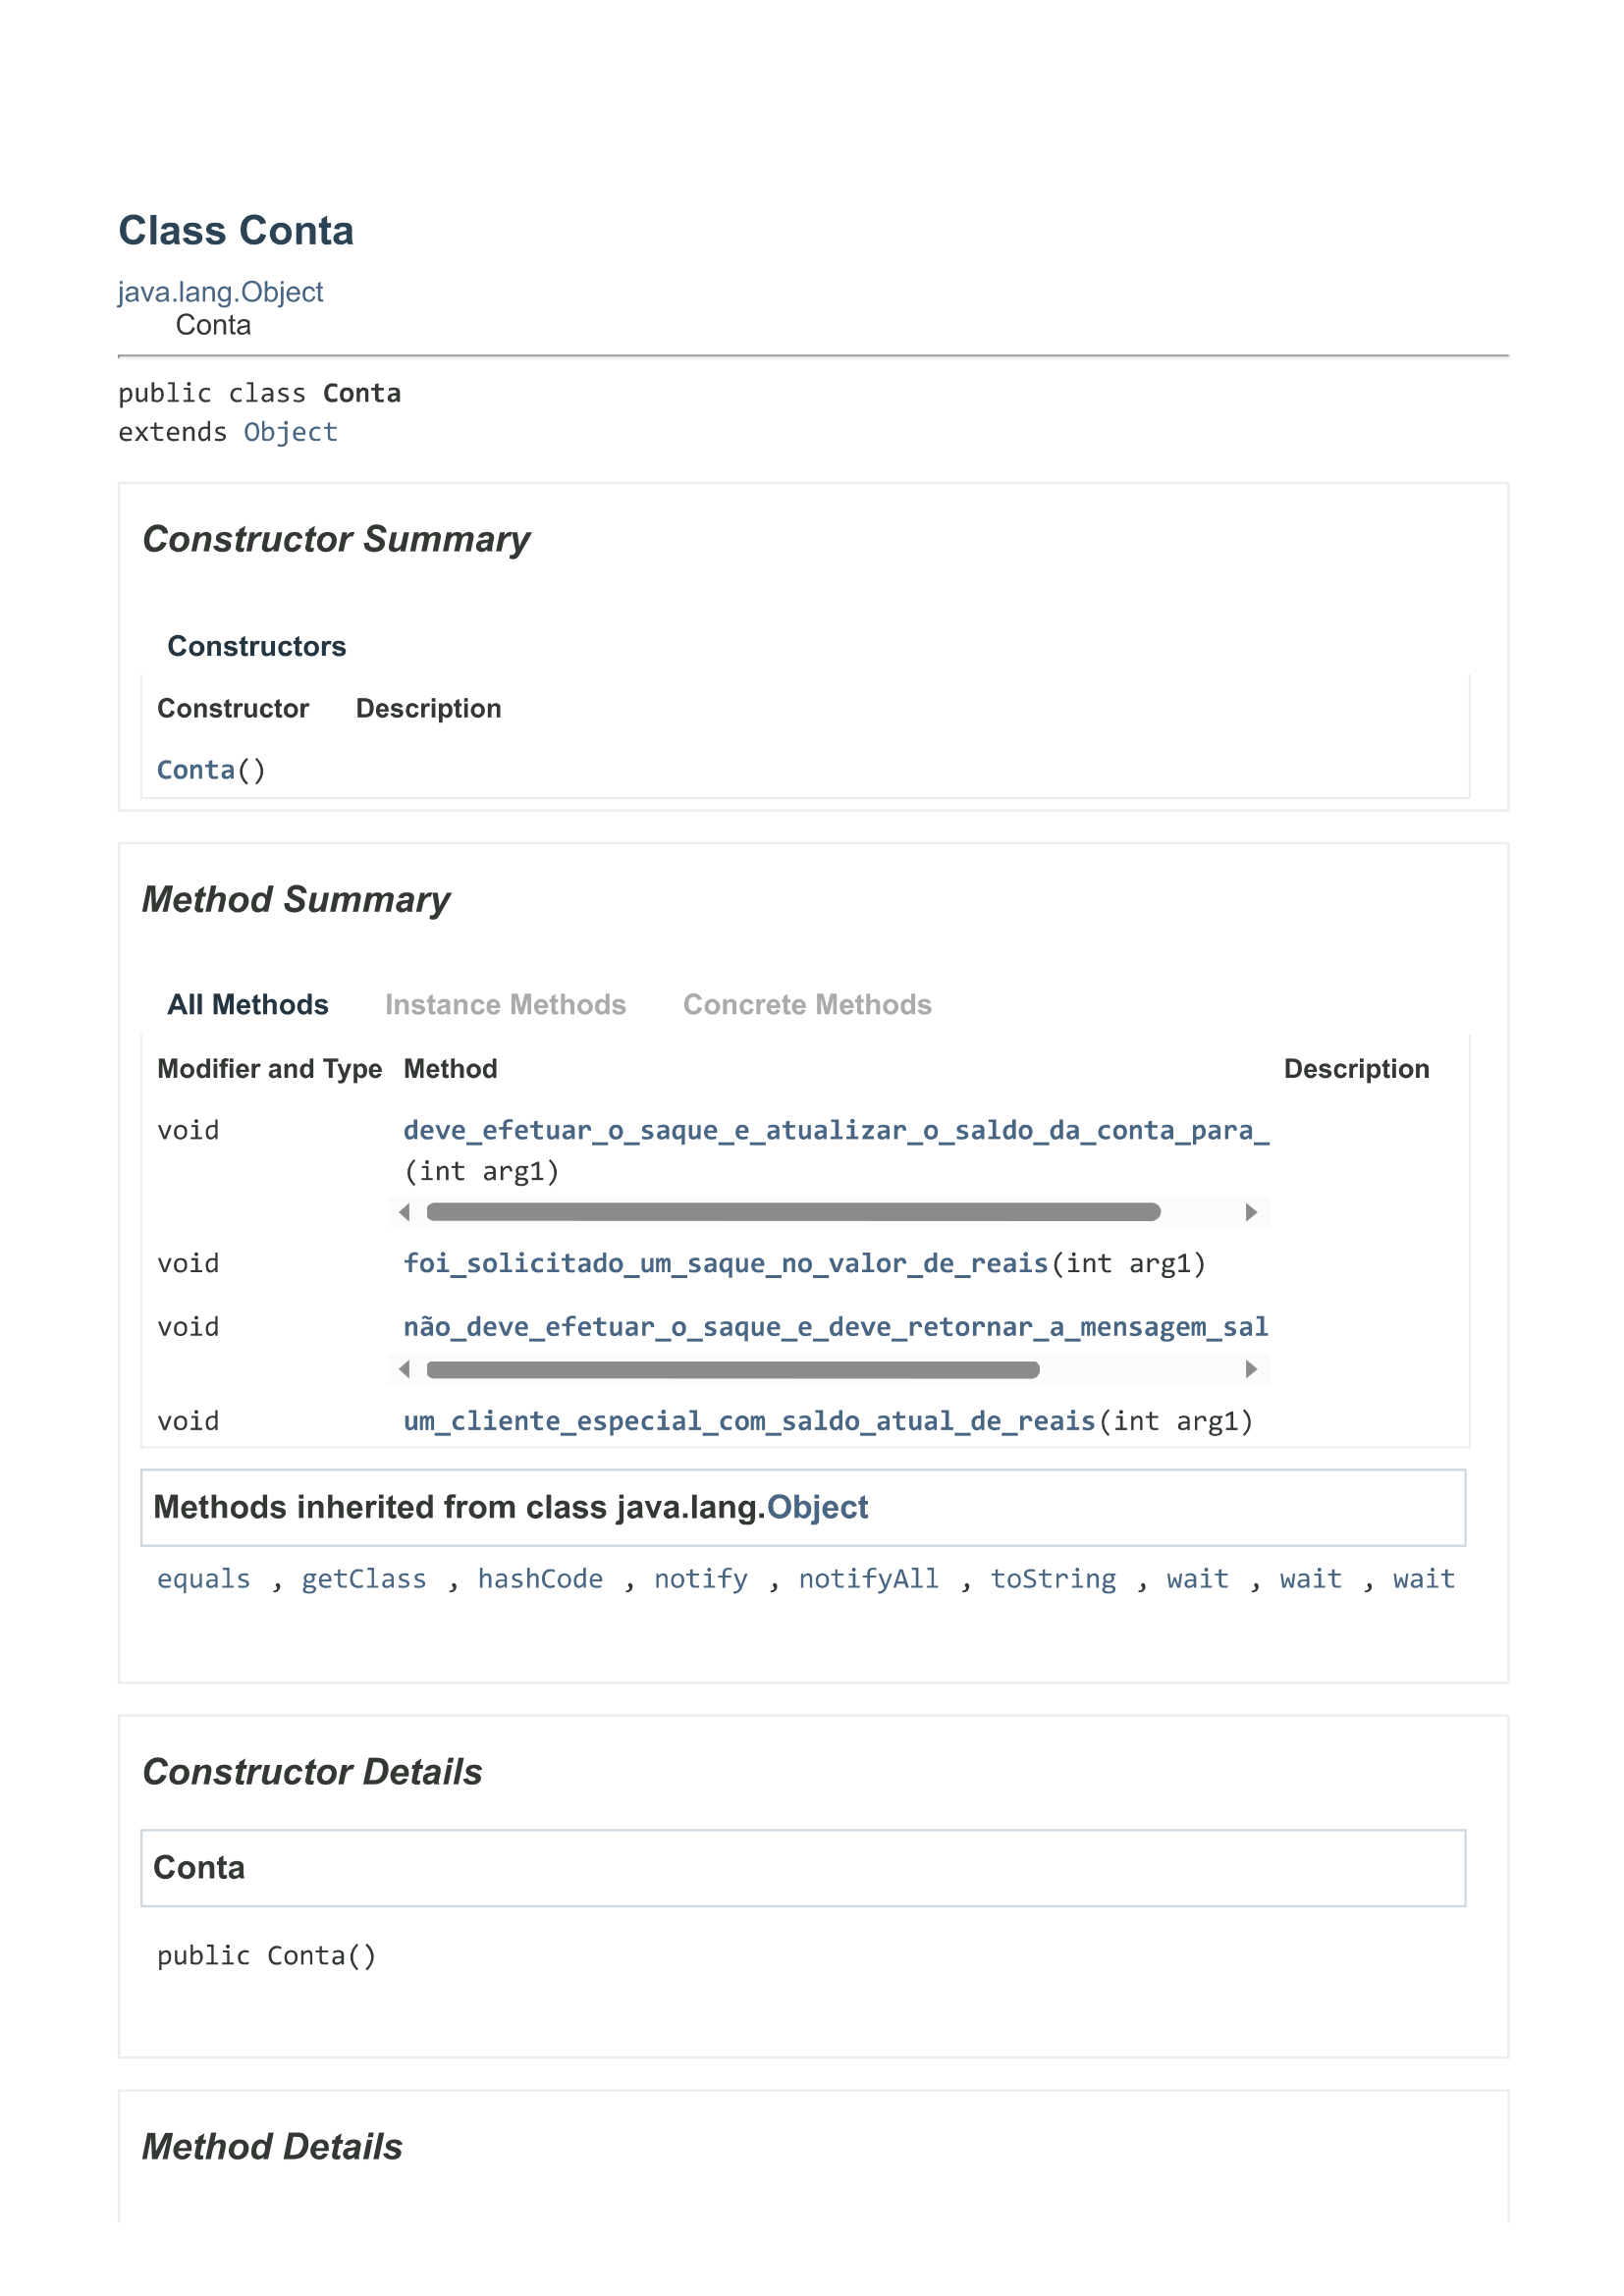 Class Conta
java.lang.Object
Conta
public class Conta
extends Object
Constructor Summary
Constructors
Constructor Description
Conta()
Method Summary
All Methods Instance Methods Concrete Methods
Modifier and Type Method Description
void deve_efetuar_o_saque_e_atualizar_o_saldo_da_conta_para_
(int arg1)
void foi_solicitado_um_saque_no_valor_de_reais(int arg1)
void não_deve_efetuar_o_saque_e_deve_retornar_a_mensagem_sal
void um_cliente_especial_com_saldo_atual_de_reais(int arg1)
Methods inherited from class java.lang.Object
equals , getClass , hashCode , notify , notifyAll , toString , wait , wait , wait
Constructor Details
Conta
public Conta()
Method Details